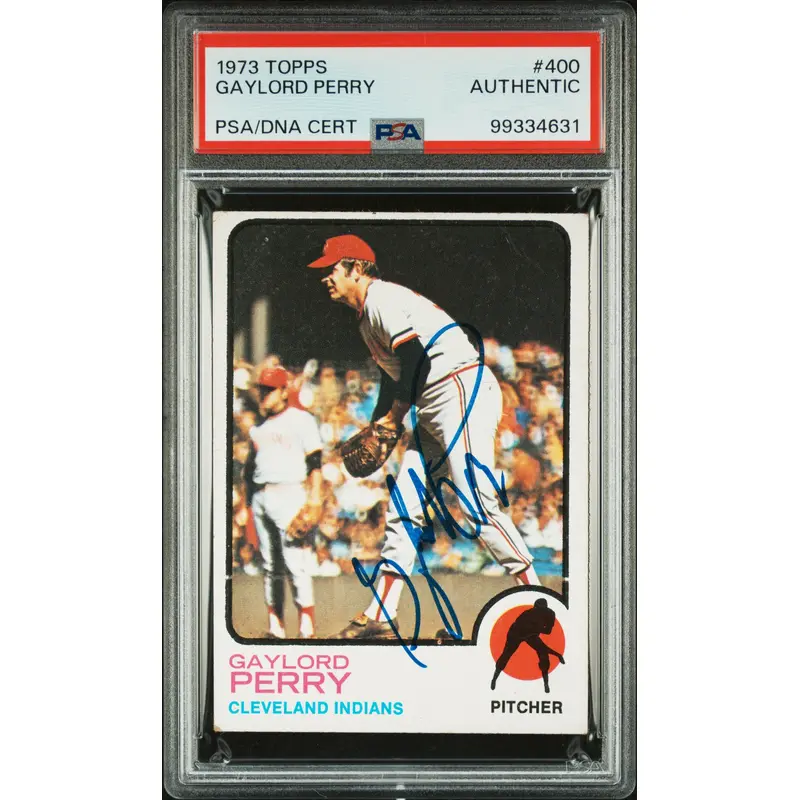 1973 TOPPS #400
GAYLORD PERRY AUTHENTIC
PSA/DNA CERT PSA 99334631
GAYLORD
PERRY
CLEVELAND INDIANS
PITCHER